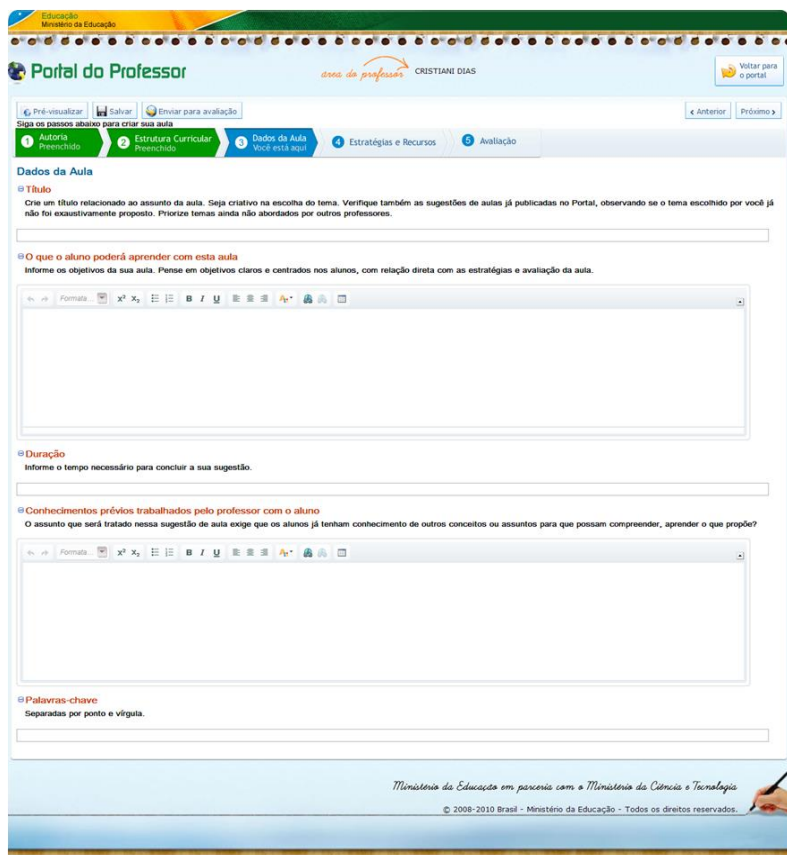 Educação
Ministério da Educação
Portal do Professor
área do professor CRISTIANI DIAS
Voltar para
o portal
Pré-visualizar Salvar Enviar para avaliação
‹ Anterior Próximo ›
Siga os passos abaixo para criar sua aula
1 Autoria
Preenchido
2 Estrutura Curricular
Preenchido
3 Dados da Aula
Você está aqui
4 Estratégias e Recursos
5 Avaliação
Dados da Aula
Título
Crie um título relacionado ao assunto da aula. Seja criativo na escolha do tema. Verifique também as sugestões de aulas já publicadas no Portal, observando se o tema escolhido por você já
não foi exaustivamente proposto. Priorize temas ainda não abordados por outros professores.
O que o aluno poderá aprender com esta aula
Informe os objetivos da sua aula. Pense em objetivos claros e centrados nos alunos, com relação direta com as estratégias e avaliação da aula.
Formata... x² x₂ B I U
Duração
Informe o tempo necessário para concluir a sua sugestão.
Conhecimentos prévios trabalhados pelo professor com o aluno
O assunto que será tratado nessa sugestão de aula exige que os alunos já tenham conhecimento de outros conceitos ou assuntos para que possam compreender, aprender o que propõe?
Formata... x² x₂ B I U
Palavras-chave
Separadas por ponto e vírgula.
Ministério da Educação em parceria com o Ministério da Ciência e Tecnologia
© 2008-2010 Brasil - Ministério da Educação - Todos os direitos reservados.